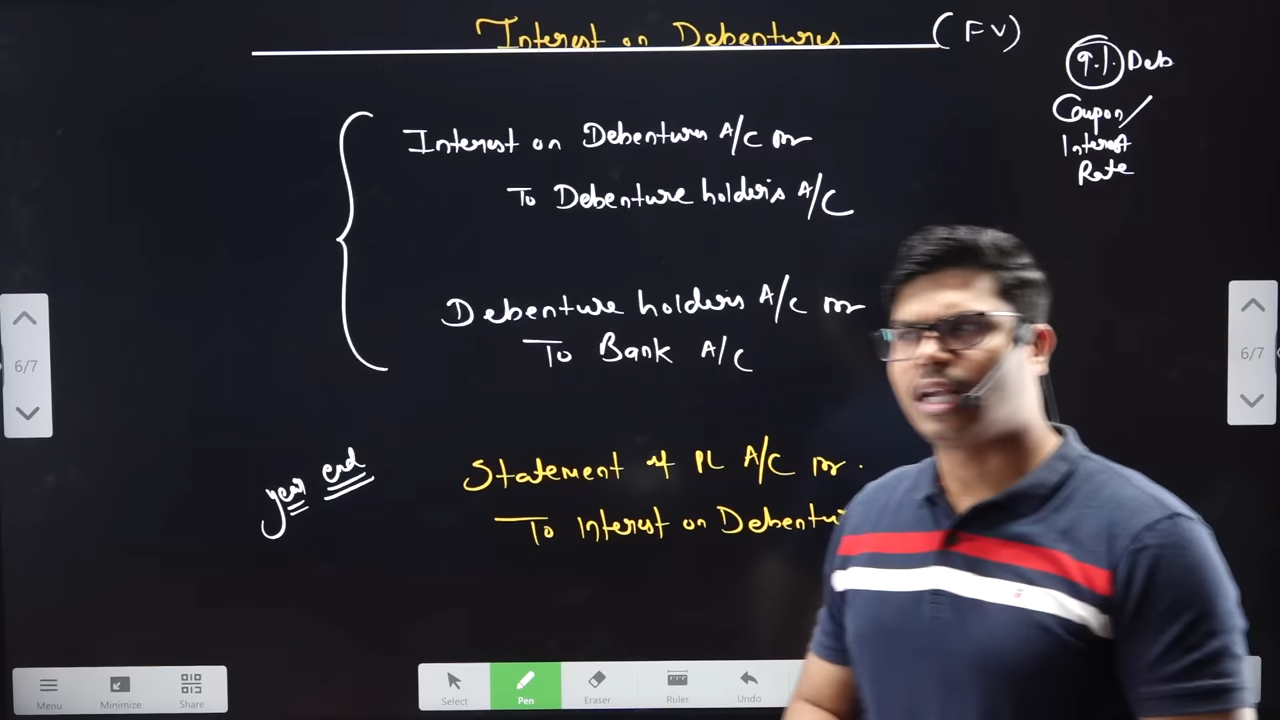 Interest on Debentures (FV)
9.1. Deb
Coupon/
Interest
Rate
Interest on Debentures A/C Dr
To Debenture holder's A/C
Debenture holder's A/C Dr
To Bank A/C
year end
Statement of PL A/C Dr.
To Interest on Debentu
6/7
6/7
Menu
Minimize
Share
Select
Pen
Eraser
Ruler
Undo